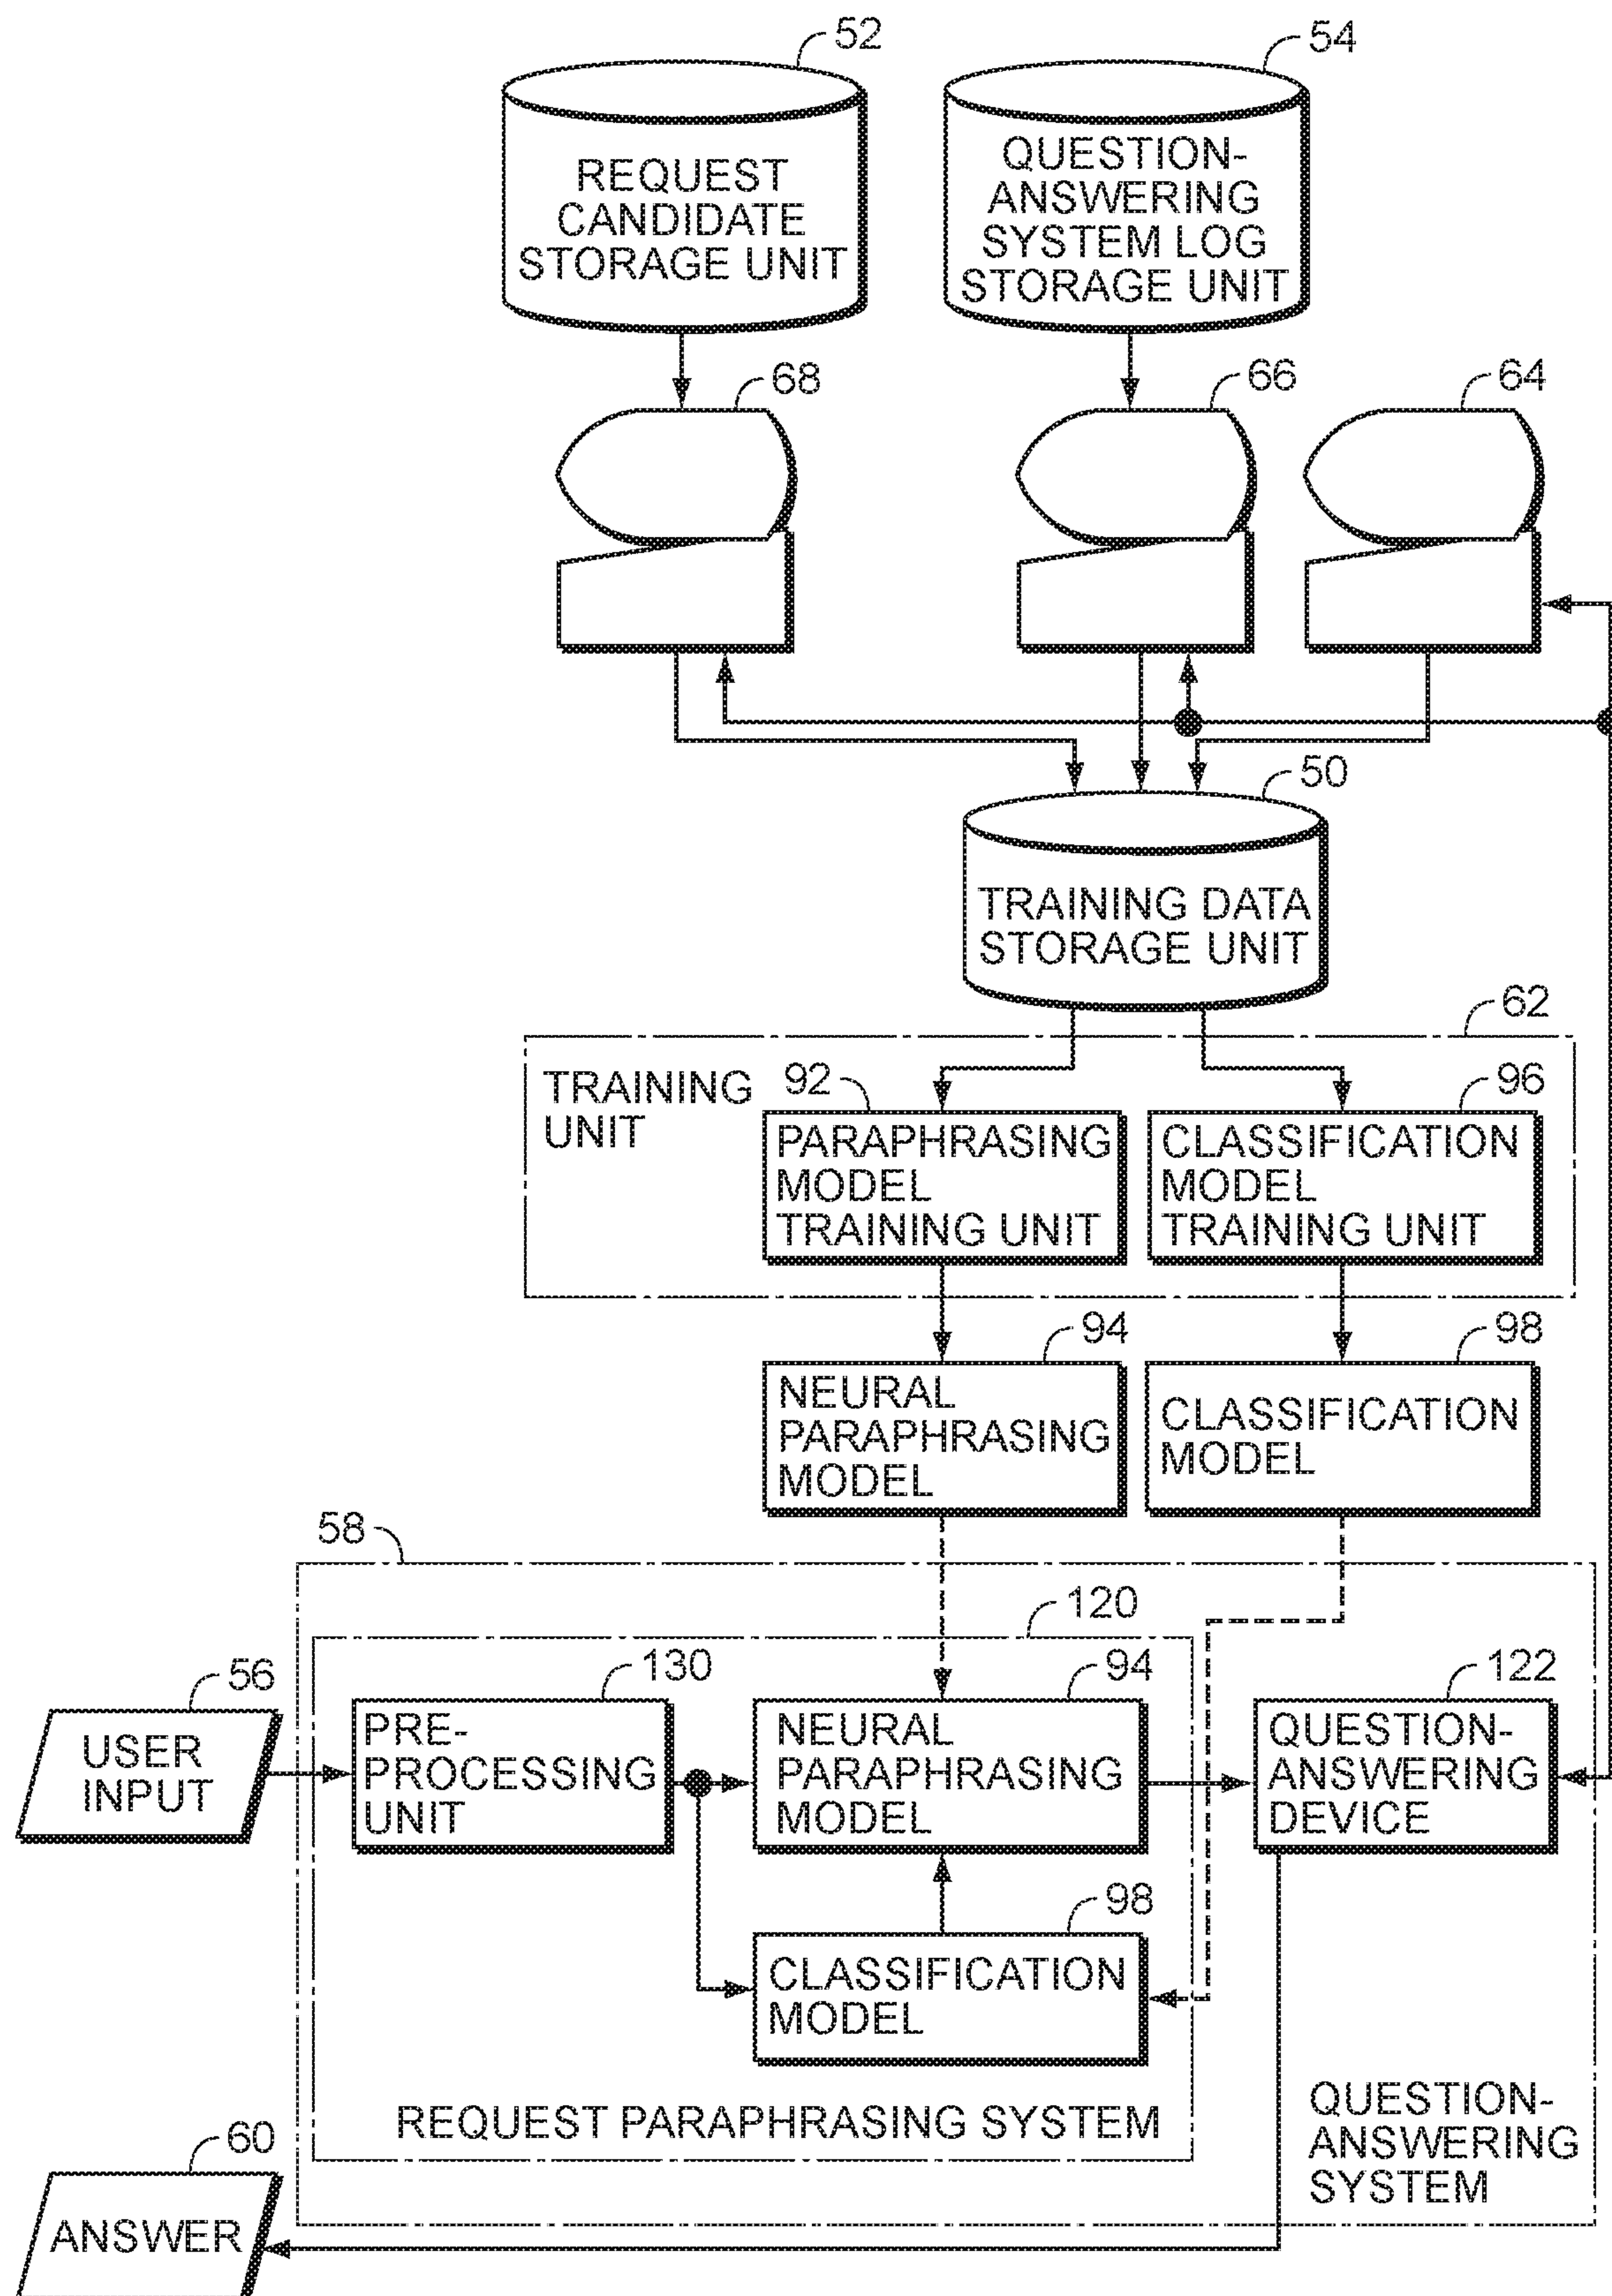 52
54
REQUEST
CANDIDATE
STORAGE UNIT
QUESTION-
ANSWERING
SYSTEM LOG
STORAGE UNIT
68
66
64
50
TRAINING DATA
STORAGE UNIT
62
TRAINING
UNIT
92
PARAPHRASING
MODEL
TRAINING UNIT
96
CLASSIFICATION
MODEL
TRAINING UNIT
94
NEURAL
PARAPHRASING
MODEL
98
CLASSIFICATION
MODEL
58
120
56
USER
INPUT
130
PRE-
PROCESSING
UNIT
94
NEURAL
PARAPHRASING
MODEL
122
QUESTION-
ANSWERING
DEVICE
98
CLASSIFICATION
MODEL
REQUEST PARAPHRASING SYSTEM
QUESTION-
ANSWERING
SYSTEM
60
ANSWER